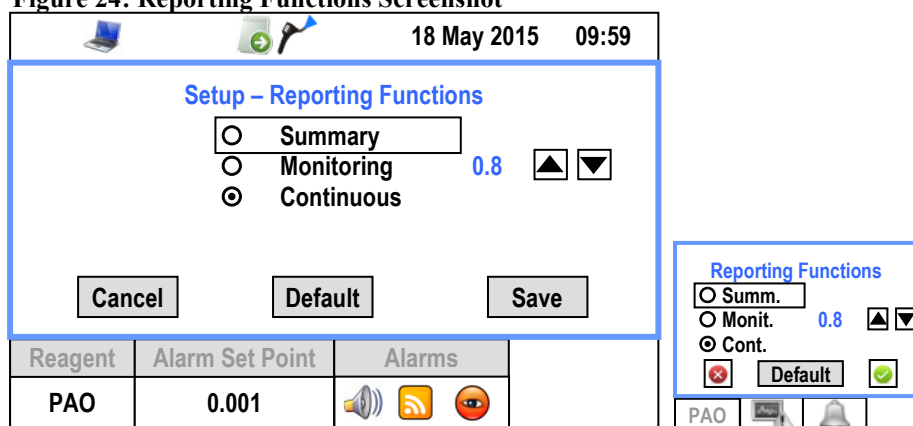 Figure 24: Reporting Functions Screenshot
18 May 2015 09:59
Setup – Reporting Functions
Summary
Monitoring 0.8
Continuous
Cancel Default Save
Reagent Alarm Set Point Alarms
PAO 0.001
Reporting Functions
Summ.
Monit. 0.8
Cont.
Default
PAO